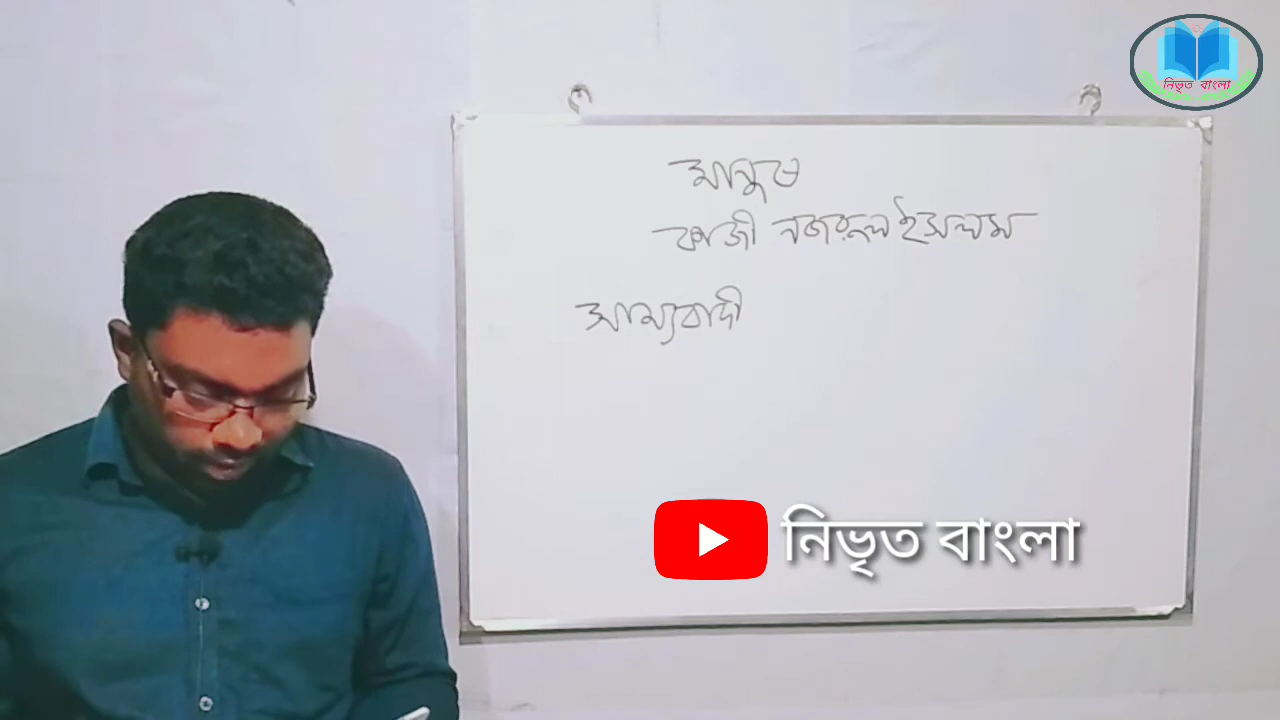 নিভৃত বাংলা
মানুষ
কাজী নজরুল ইসলাম
সাম্যবাদী
নিভৃত বাংলা